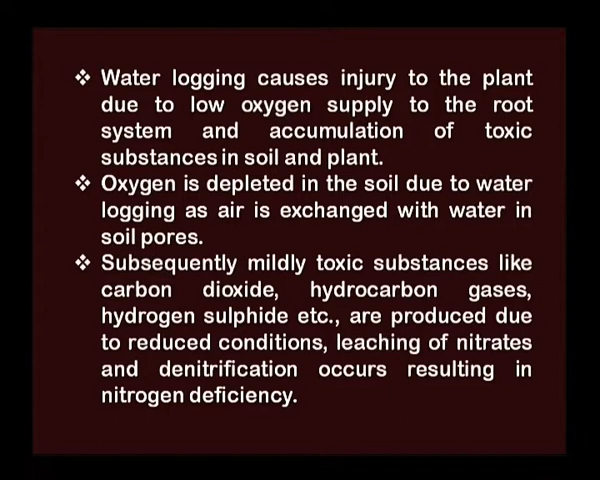 ❖ Water logging causes injury to the plant
due to low oxygen supply to the root
system and accumulation of toxic
substances in soil and plant.
❖ Oxygen is depleted in the soil due to water
logging as air is exchanged with water in
soil pores.
❖ Subsequently mildly toxic substances like
carbon dioxide, hydrocarbon gases,
hydrogen sulphide etc., are produced due
to reduced conditions, leaching of nitrates
and denitrification occurs resulting in
nitrogen deficiency.